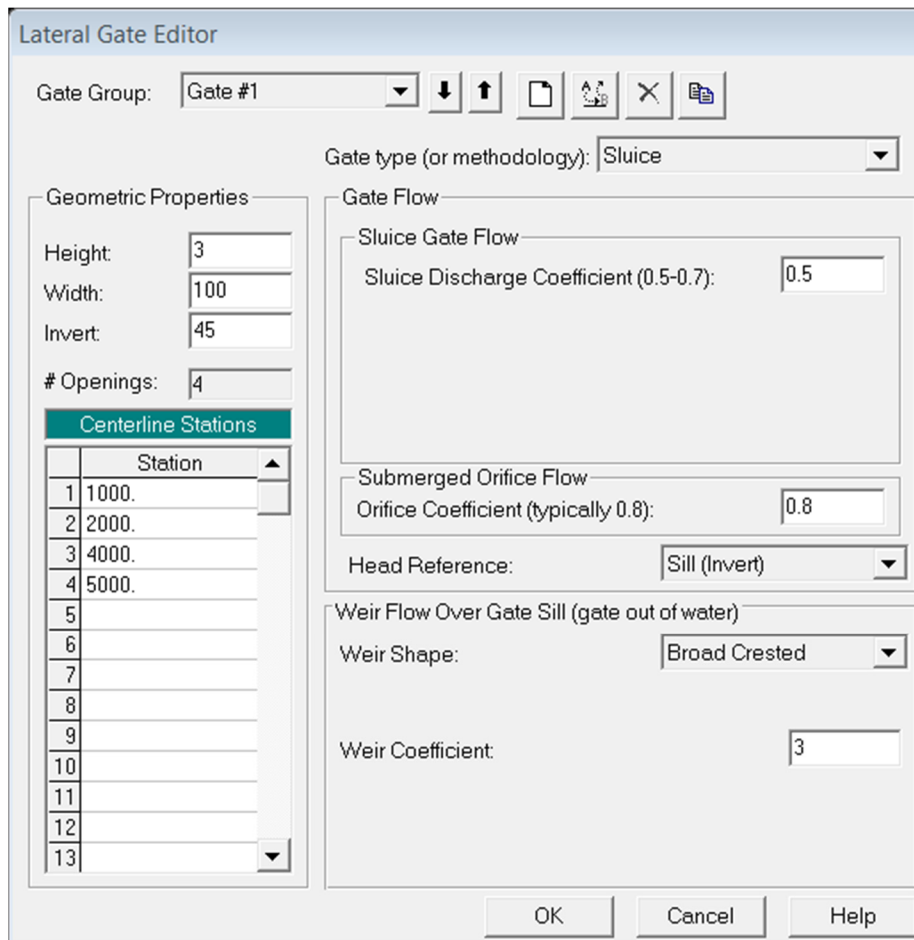 Lateral Gate Editor
Gate Group: Gate #1
Gate type (or methodology): Sluice
Geometric Properties
Height: 3
Width: 100
Invert: 45
# Openings: 4
Centerline Stations
Station
1 1000.
2 2000.
3 4000.
4 5000.
5
6
7
8
9
10
11
12
13
Gate Flow
Sluice Gate Flow
Sluice Discharge Coefficient (0.5-0.7): 0.5
Submerged Orifice Flow
Orifice Coefficient (typically 0.8): 0.8
Head Reference: Sill (Invert)
Weir Flow Over Gate Sill (gate out of water)
Weir Shape: Broad Crested
Weir Coefficient: 3
OK Cancel Help